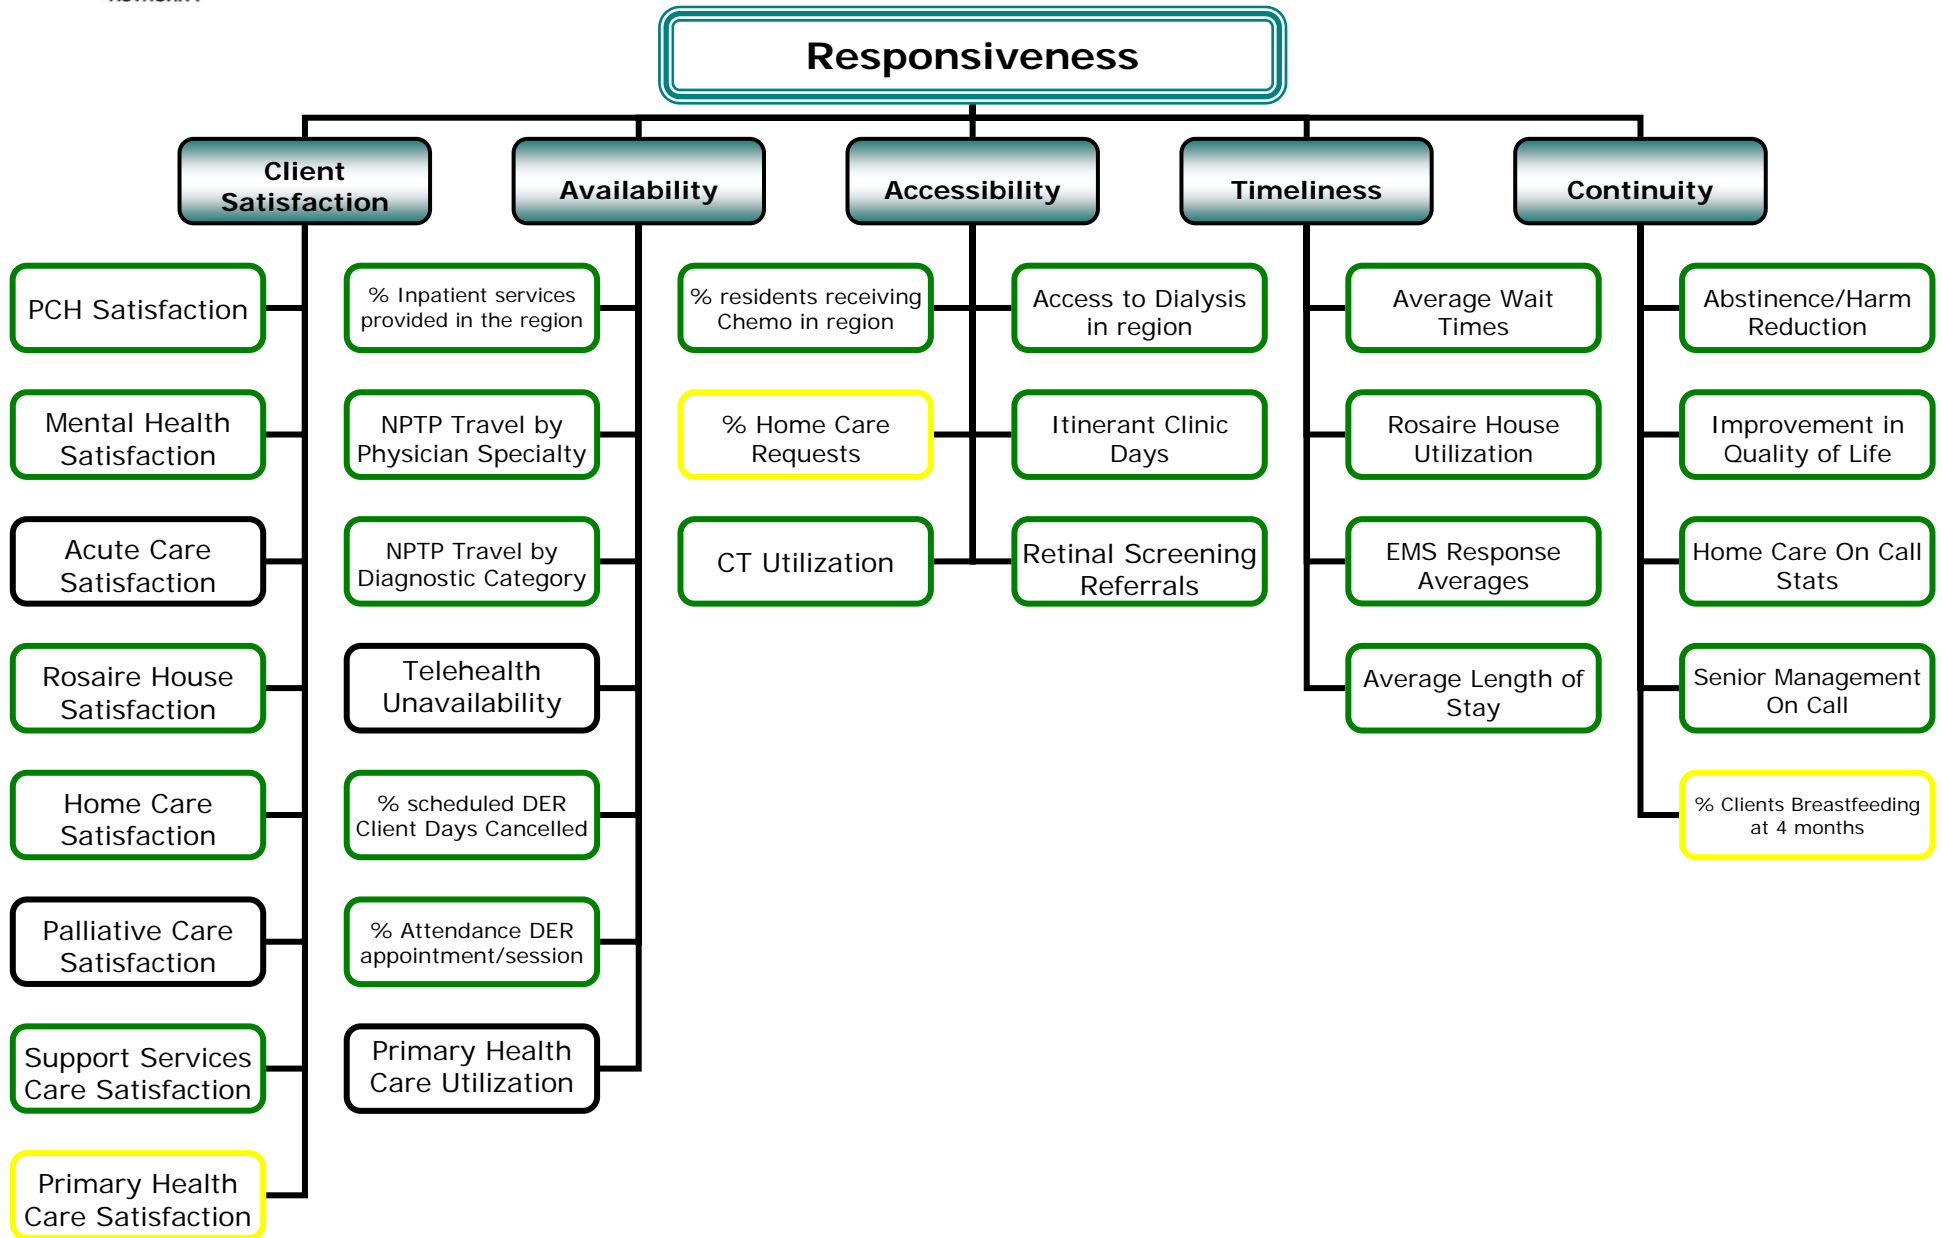 Responsiveness
Client
Satisfaction
Availability
Accessibility
Timeliness
Continuity
PCH Satisfaction
Mental Health
Satisfaction
Acute Care
Satisfaction
Rosaire House
Satisfaction
Home Care
Satisfaction
Palliative Care
Satisfaction
Support Services
Care Satisfaction
Primary Health
Care Satisfaction
% Inpatient services
provided in the region
NPTP Travel by
Physician Specialty
NPTP Travel by
Diagnostic Category
Telehealth
Unavailability
% scheduled DER
Client Days Cancelled
% Attendance DER
appointment/session
Primary Health
Care Utilization
% residents receiving
Chemo in region
% Home Care
Requests
CT Utilization
Access to Dialysis
in region
Itinerant Clinic
Days
Retinal Screening
Referrals
Average Wait
Times
Rosaire House
Utilization
EMS Response
Averages
Average Length of
Stay
Abstinence/Harm
Reduction
Improvement in
Quality of Life
Home Care On Call
Stats
Senior Management
On Call
% Clients Breastfeeding
at 4 months